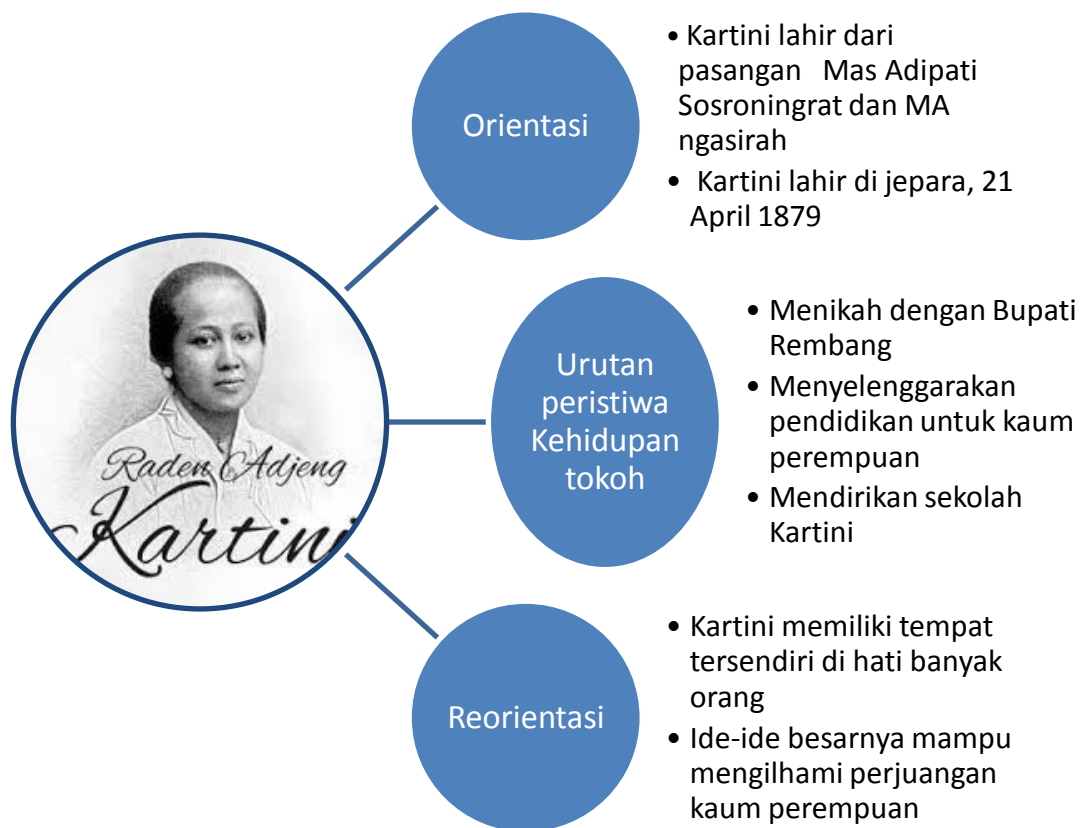 Raden Adjeng
Kartini
Orientasi
• Kartini lahir dari
pasangan Mas Adipati
Sosroningrat dan MA
ngasirah
• Kartini lahir di jepara, 21
April 1879
Urutan
peristiwa
Kehidupan
tokoh
• Menikah dengan Bupati
Rembang
• Menyelenggarakan
pendidikan untuk kaum
perempuan
• Mendirikan sekolah
Kartini
Reorientasi
• Kartini memiliki tempat
tersendiri di hati banyak
orang
• Ide-ide besarnya mampu
mengilhami perjuangan
kaum perempuan